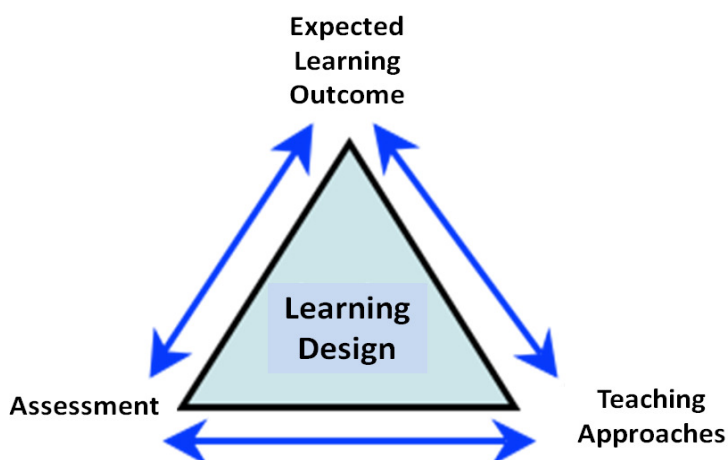 Expected
Learning
Outcome
Learning
Design
Assessment
Teaching
Approaches